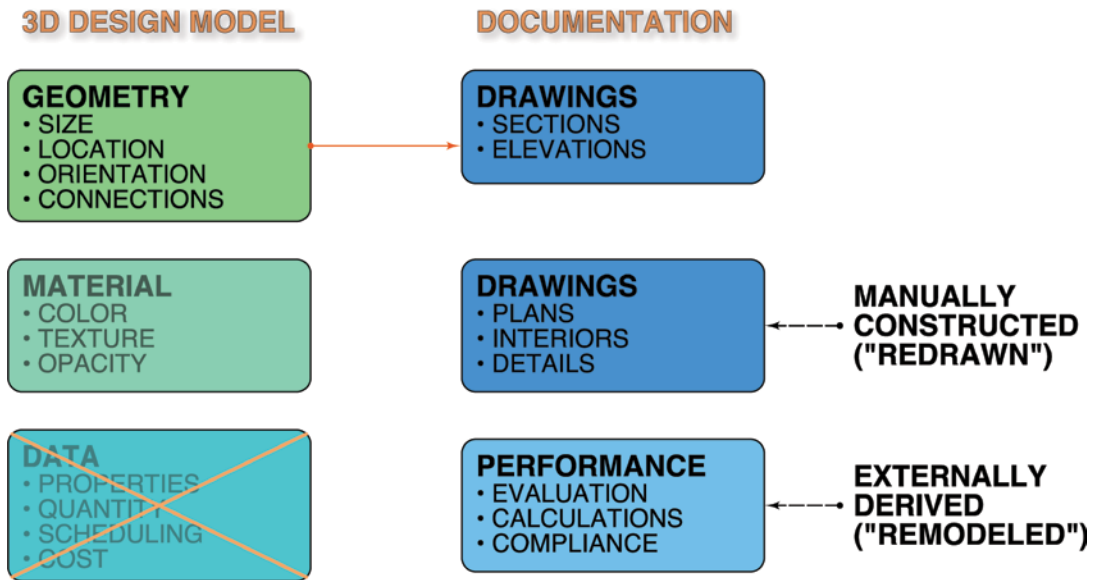 3D DESIGN MODEL
DOCUMENTATION
GEOMETRY
• SIZE
• LOCATION
• ORIENTATION
• CONNECTIONS
DRAWINGS
• SECTIONS
• ELEVATIONS
MATERIAL
• COLOR
• TEXTURE
• OPACITY
DRAWINGS
• PLANS
• INTERIORS
• DETAILS
MANUALLY
CONSTRUCTED
("REDRAWN")
DATA
• PROPERTIES
• QUANTITY
• SCHEDULING
• COST
PERFORMANCE
• EVALUATION
• CALCULATIONS
• COMPLIANCE
EXTERNALLY
DERIVED
("REMODELED")